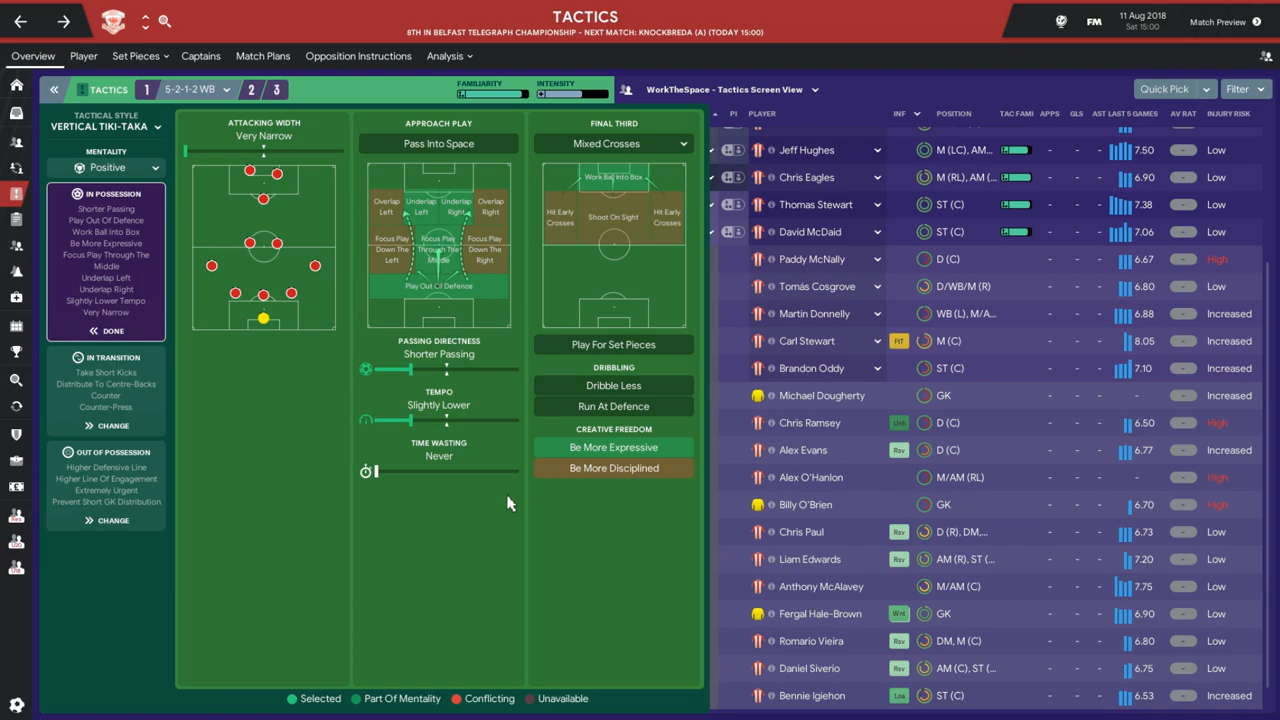 TACTICS
8TH IN BELFAST TELEGRAPH CHAMPIONSHIP - NEXT MATCH: KNOCKBREDA (A) (TODAY 15:00)
FM
11 Aug 2018
Sat 15:00
Match Preview
Overview Player Set Pieces Captains Match Plans Opposition Instructions Analysis
TACTICS 1 5-2-1-2 WB 2 3
FAMILIARITY INTENSITY
WorkTheSpace - Tactics Screen View
Quick Pick
Filter
TACTICAL STYLE
VERTICAL TIKI-TAKA
MENTALITY
Positive
IN POSSESSION
Shorter Passing
Play Out Of Defence
Work Ball Into Box
Be More Expressive
Focus Play Through The
Middle
Underlap Left
Underlap Right
Slightly Lower Tempo
Very Narrow
DONE
IN TRANSITION
Take Short Kicks
Distribute To Centre-Backs
Counter
Counter-Press
CHANGE
OUT OF POSSESSION
Higher Defensive Line
Higher Line Of Engagement
Extremely Urgent
Prevent Short GK Distribution
CHANGE
ATTACKING WIDTH
Very Narrow
APPROACH PLAY
Pass Into Space
Overlap Left
Underlap Left
Underlap Right
Overlap Right
Focus Play Down The Left
Focus Play Through The Middle
Focus Play Down The Right
Play Out Of Defence
PASSING DIRECTNESS
Shorter Passing
TEMPO
Slightly Lower
TIME WASTING
Never
FINAL THIRD
Mixed Crosses
Work Ball Into Box
Hit Early Crosses
Shoot On Sight
Hit Early Crosses
Play For Set Pieces
DRIBBLING
Dribble Less
Run At Defence
CREATIVE FREEDOM
Be More Expressive
Be More Disciplined
Selected Part Of Mentality Conflicting Unavailable
PI PLAYER INF POSITION TAC FAMI APPS GLS AST LAST 5 GAMES AV RAT INJURY RISK
Jeff Hughes M (LC), AM... 7.50 Low
Chris Eagles M (RL), AM (... 6.90 Low
Thomas Stewart ST (C) 7.38 Low
David McDaid ST (C) 7.06 Low
Paddy McNally D (C) - - - 6.67 - High
Tomás Cosgrove D/WB/M (R) - - - 6.80 - Low
Martin Donnelly WB (L), M/A... - - - 6.88 - Increased
Carl Stewart FIT M (C) - - - 8.05 - Increased
Brandon Oddy ST (C) - - - 7.10 - Increased
Michael Dougherty GK - - - - - Increased
Chris Ramsey Unh D (C) - - - 6.50 - High
Alex Evans Rsv D (C) - - - 6.77 - Increased
Alex O'Hanlon M/AM (RL) - - - - - High
Billy O'Brien GK - - - 6.70 - High
Chris Paul Rsv D (R), DM,... - - - 6.73 - Low
Liam Edwards Rsv AM (R), ST (... - - - 7.20 - Low
Anthony McAlavey M/AM (C) - - - 7.75 - Low
Fergal Hale-Brown Wnt GK - - - 6.90 - Low
Romario Vieira Rsv DM, M (C) - - - 6.80 - Low
Daniel Siverio Rsv AM (C), ST (... - - - 6.75 - Low
Bennie Igiehon Loa ST (C) - - - 6.53 - Increased